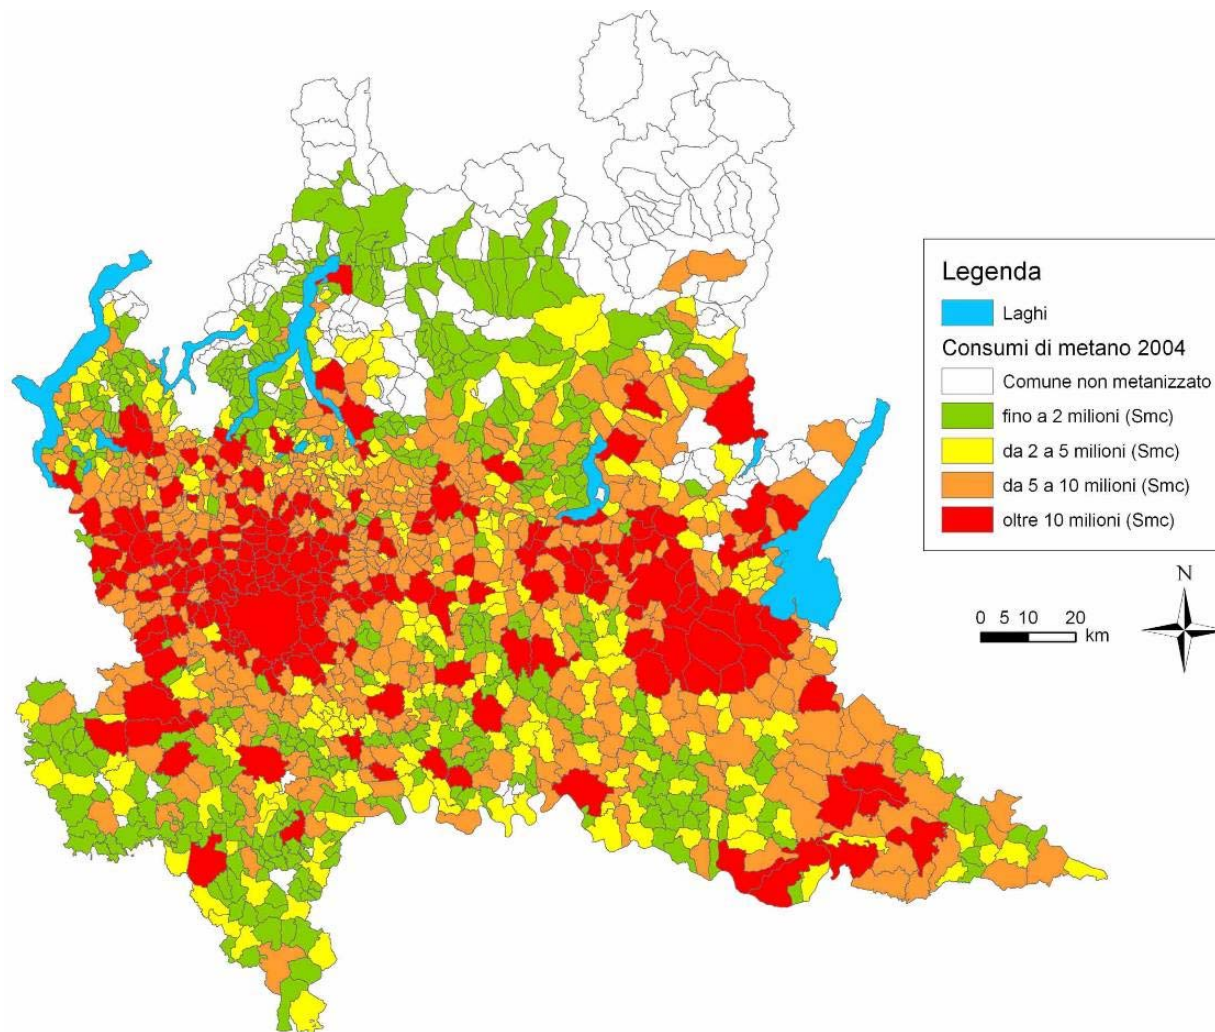 Legenda
Laghi
Consumi di metano 2004
Comune non metanizzato
fino a 2 milioni (Smc)
da 2 a 5 milioni (Smc)
da 5 a 10 milioni (Smc)
oltre 10 milioni (Smc)
N
0 5 10 20
km